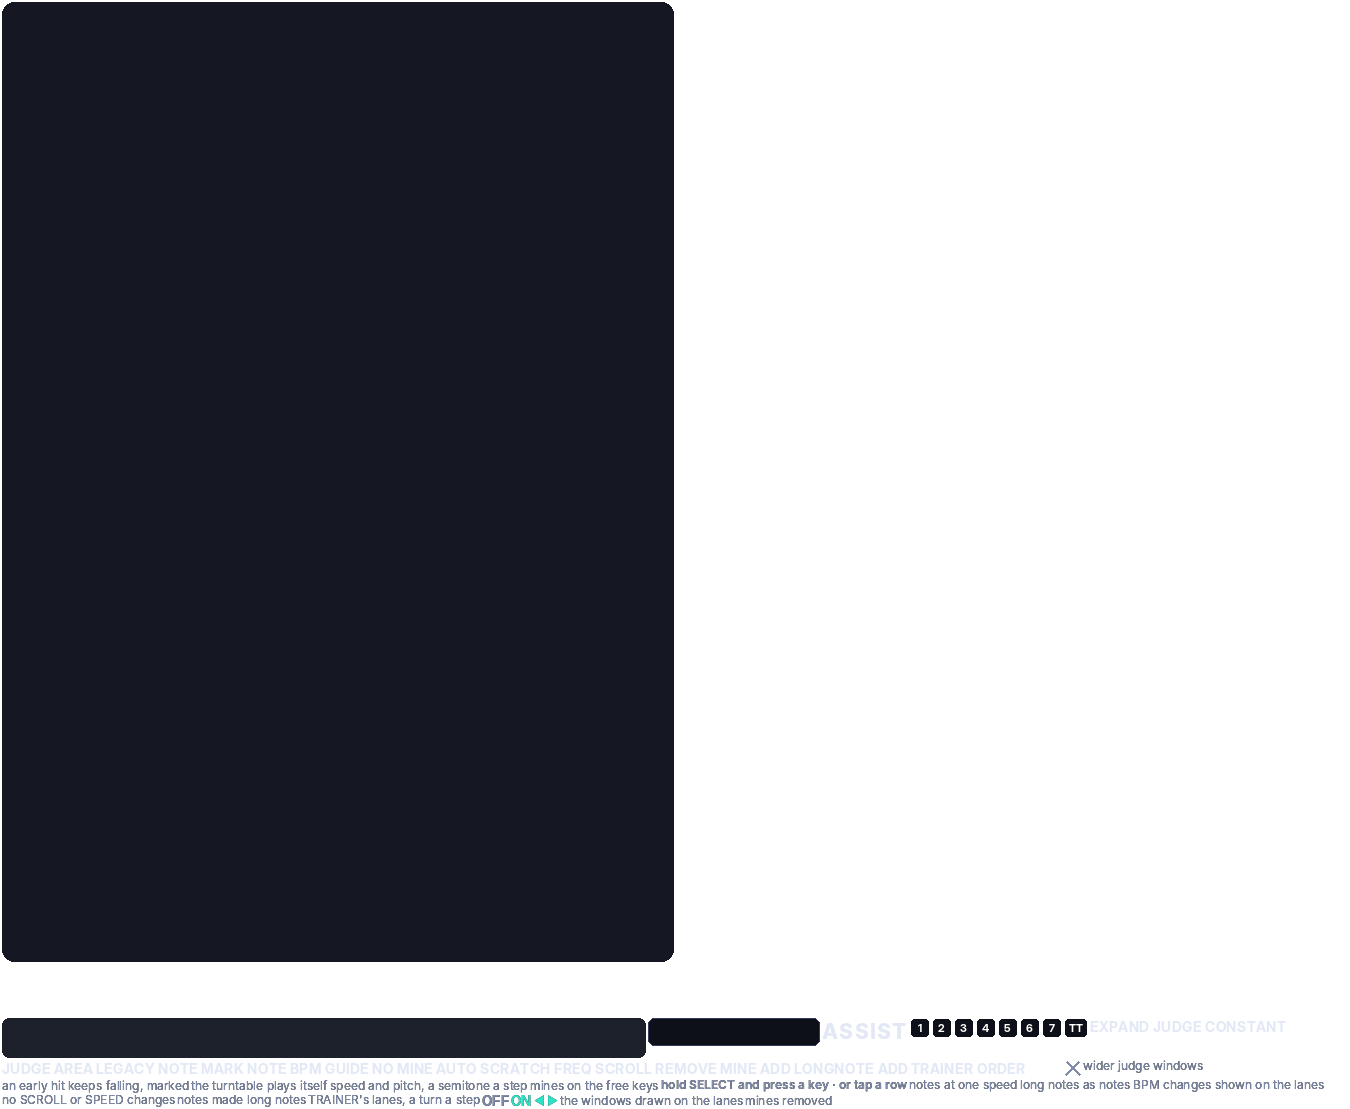 ASSIST 1 2 3 4 5 6 7 TT EXPAND JUDGE CONSTANT
JUDGE AREA LEGACY NOTE MARK NOTE BPM GUIDE NO MINE AUTO SCRATCH FREQ SCROLL REMOVE MINE ADD LONGNOTE ADD TRAINER ORDER wider judge windows
an early hit keeps falling, marked the turntable plays itself speed and pitch, a semitone a step mines on the free keys hold SELECT and press a key · or tap a row notes at one speed long notes as notes BPM changes shown on the lanes
no SCROLL or SPEED changes notes made long notes TRAINER's lanes, a turn a step OFF ON the windows drawn on the lanes mines removed